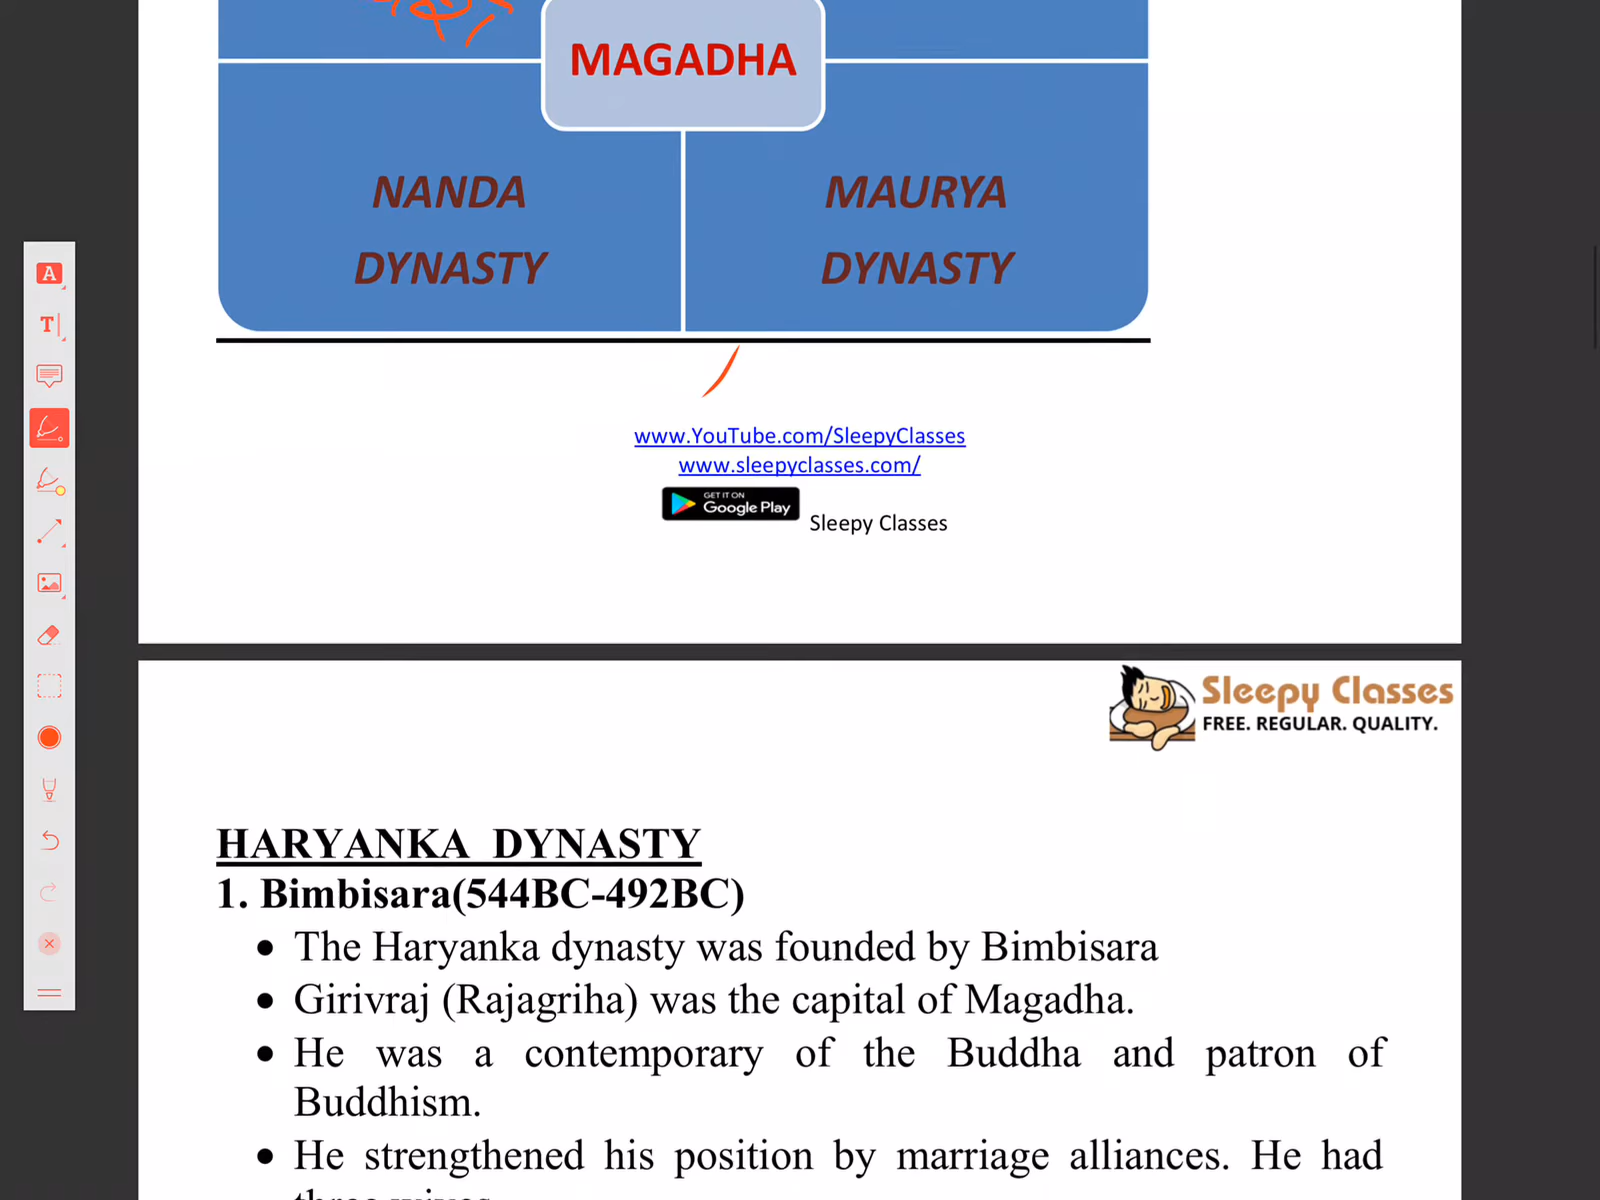 MAGADHA
NANDA
DYNASTY
MAURYA
DYNASTY
www.YouTube.com/SleepyClasses
www.sleepyclasses.com/
GET IT ON
Google Play
Sleepy Classes
Sleepy Classes
FREE. REGULAR. QUALITY.
HARYANKA DYNASTY
1. Bimbisara(544BC-492BC)
• The Haryanka dynasty was founded by Bimbisara
• Girivraj (Rajagriha) was the capital of Magadha.
• He was a contemporary of the Buddha and patron of
Buddhism.
• He strengthened his position by marriage alliances. He had
three wives